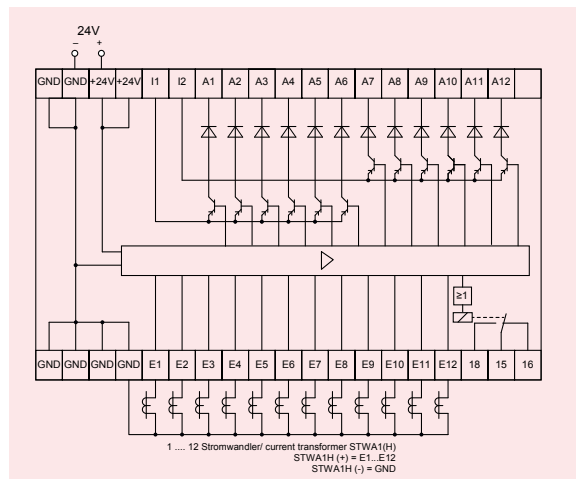 24V
– +
GND GND +24V +24V I1 I2 A1 A2 A3 A4 A5 A6 A7 A8 A9 A10 A11 A12
≥1
GND GND GND GND E1 E2 E3 E4 E5 E6 E7 E8 E9 E10 E11 E12 18 15 16
1 .... 12 Stromwandler/ current transformer STWA1(H)
STWA1H (+) = E1...E12
STWA1H (-) = GND